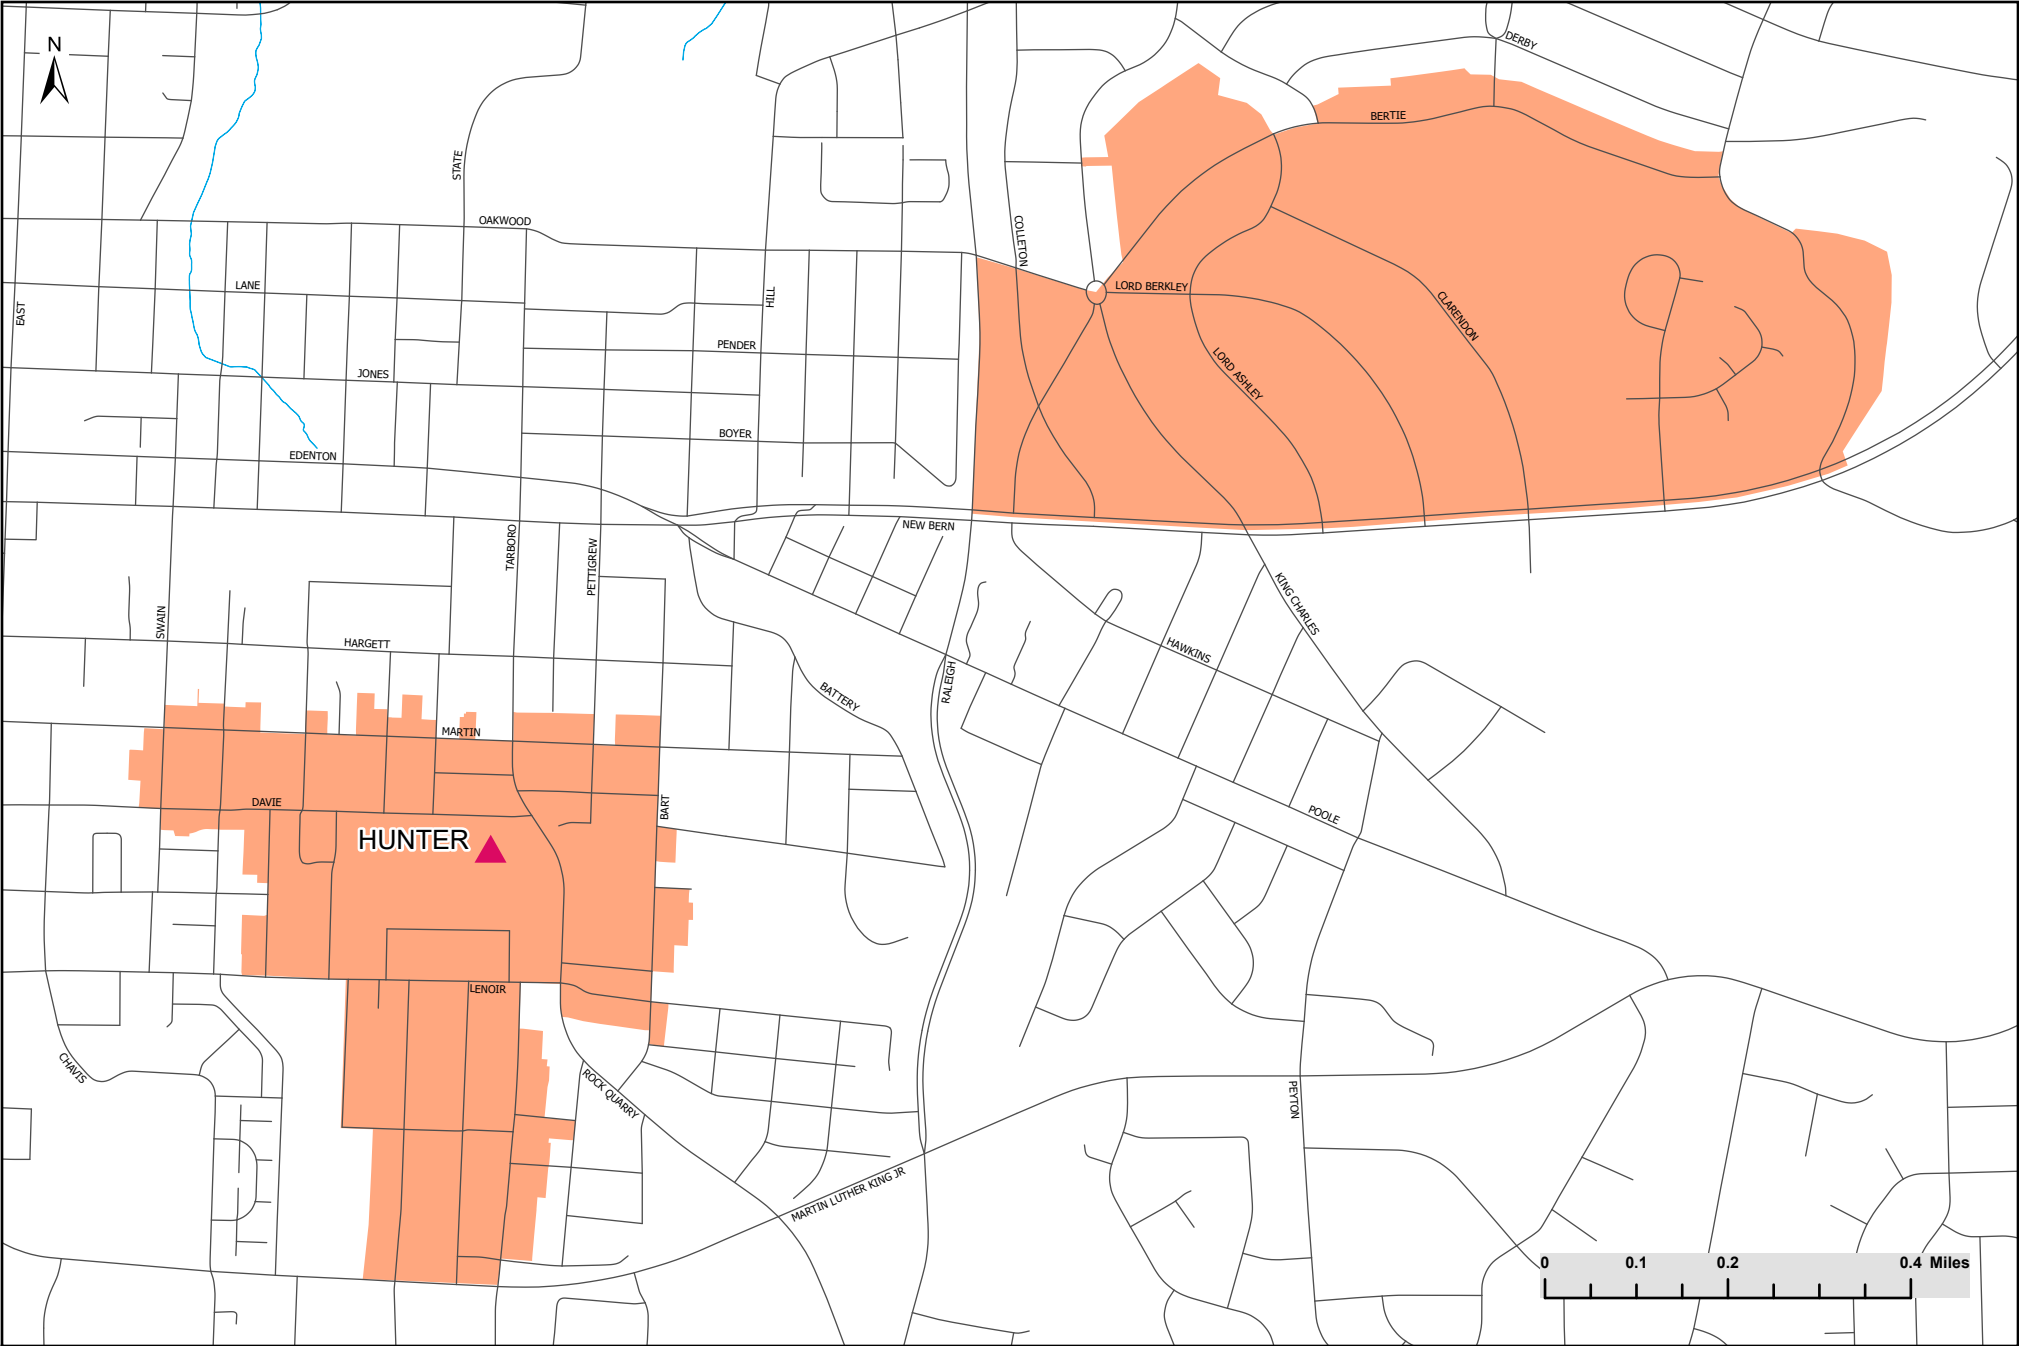 N
DERBY
BERTIE
STATE
OAKWOOD
COLLETON
LANE
HILL
LORD BERKLEY
EAST
CLARENDON
PENDER
JONES
LORD ASHLEY
BOYER
EDENTON
NEW BERN
TARBORO
PETTIGREW
KING CHARLES
SWAIN
HARGETT
HAWKINS
BATTERY
RALEIGH
MARTIN
DAVIE
BART
POOLE
HUNTER
LENOIR
CHAVIS
ROCK QUARRY
PEYTON
MARTIN LUTHER KING JR
0 0.1 0.2 0.4 Miles